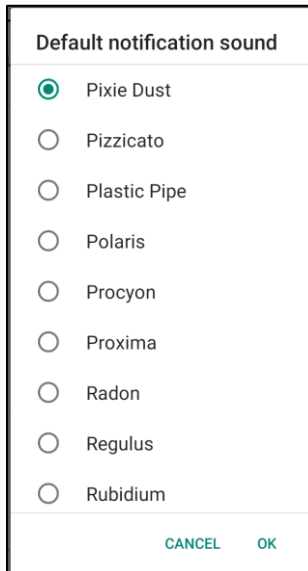 Default notification sound
Pixie Dust
Pizzicato
Plastic Pipe
Polaris
Procyon
Proxima
Radon
Regulus
Rubidium
CANCEL OK